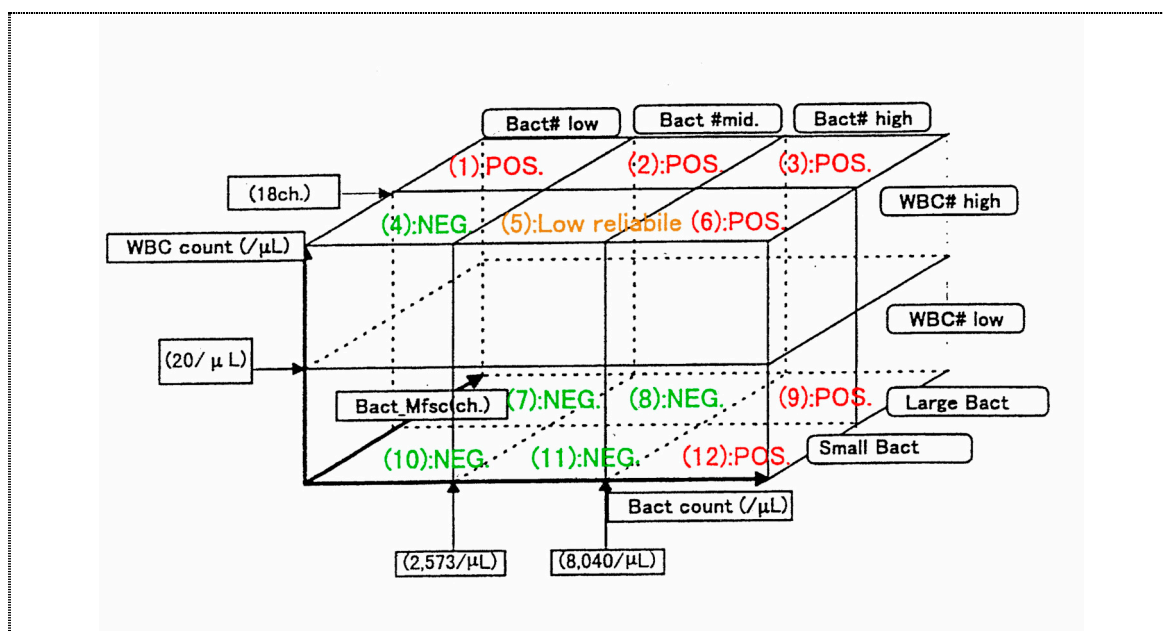 Bact# low
Bact #mid.
Bact# high
(1):POS.
(2):POS.
(3):POS.
(18ch.)
WBC# high
(4):NEG.
(5):Low reliabile
(6):POS.
WBC count (/μL)
WBC# low
(20/ μ L)
Bact_Mfsc(ch.)
(7):NEG.
(8):NEG.
(9):POS.
Large Bact
(10):NEG.
(11):NEG.
(12):POS.
Small Bact
Bact count (/μL)
(2,573/μL)
(8,040/μL)